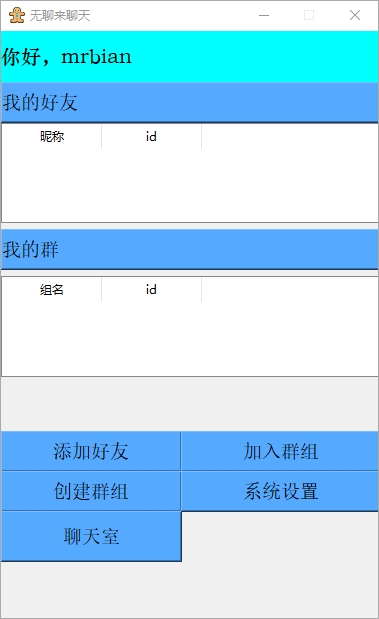 无聊来聊天
你好，mrbian
我的好友
昵称 id
我的群
组名 id
添加好友 加入群组
创建群组 系统设置
聊天室